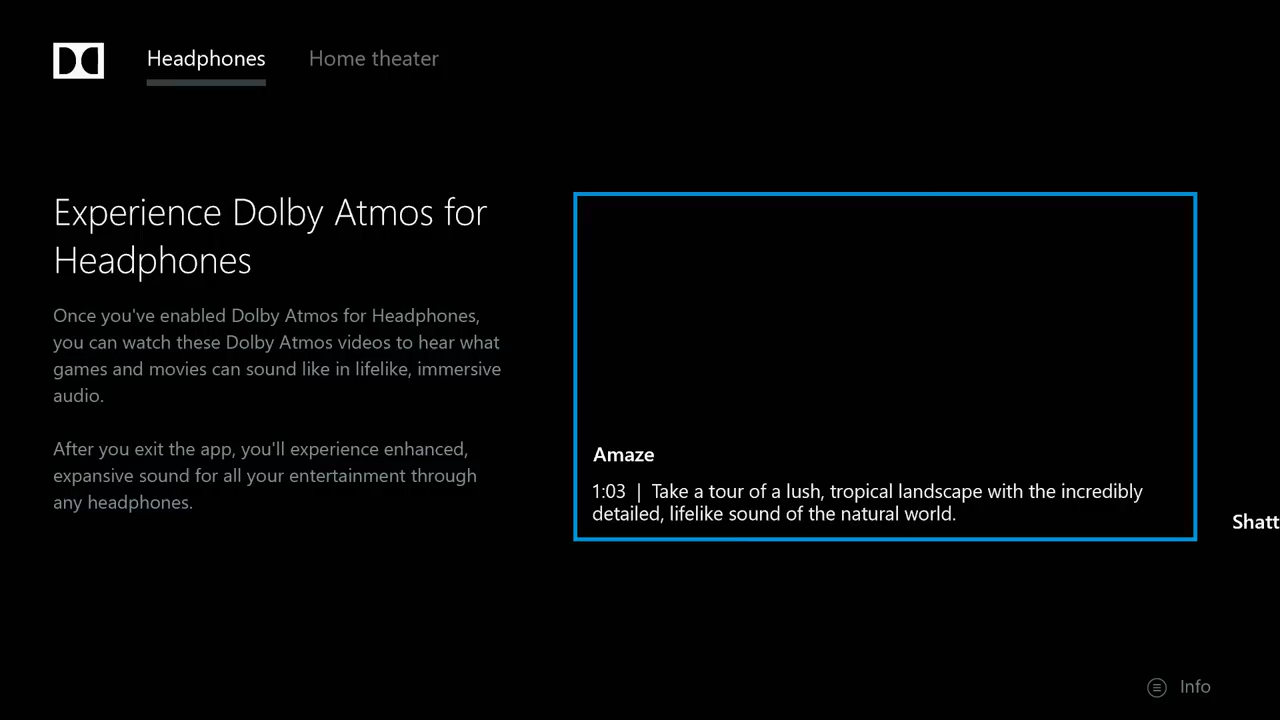 Headphones
Home theater
Experience Dolby Atmos for
Headphones
Once you've enabled Dolby Atmos for Headphones,
you can watch these Dolby Atmos videos to hear what
games and movies can sound like in lifelike, immersive
audio.
After you exit the app, you'll experience enhanced,
expansive sound for all your entertainment through
any headphones.
Amaze
1:03 | Take a tour of a lush, tropical landscape with the incredibly
detailed, lifelike sound of the natural world.
Shatt
Info